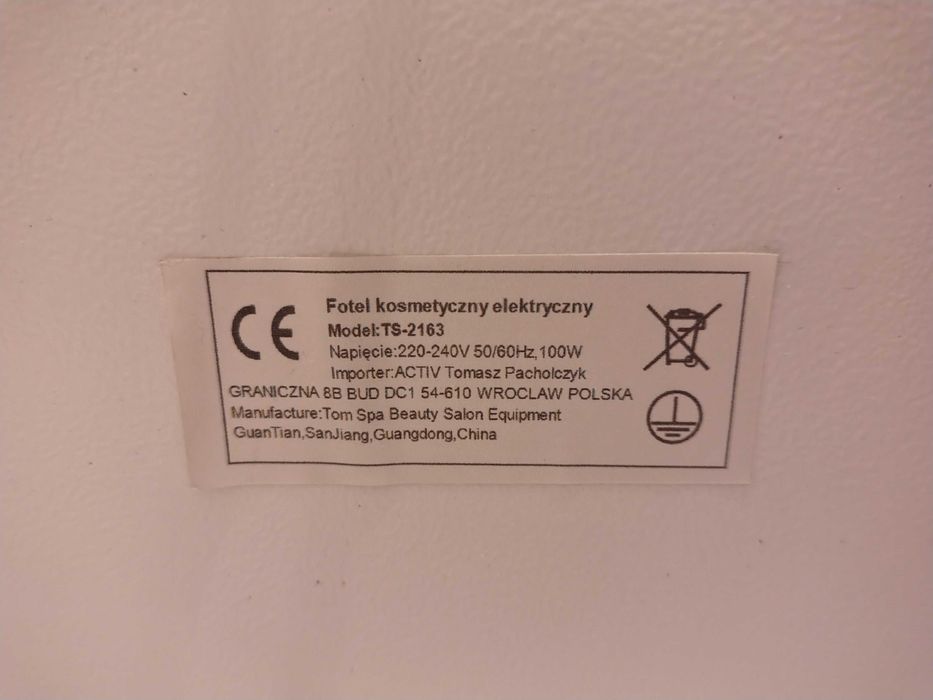 CE
Fotel kosmetyczny elektryczny
Model:TS-2163
Napięcie:220-240V 50/60Hz,100W
Importer:ACTIV Tomasz Pacholczyk
GRANICZNA 8B BUD DC1 54-610 WROCLAW POLSKA
Manufacture:Tom Spa Beauty Salon Equipment
GuanTian,SanJiang,Guangdong,China